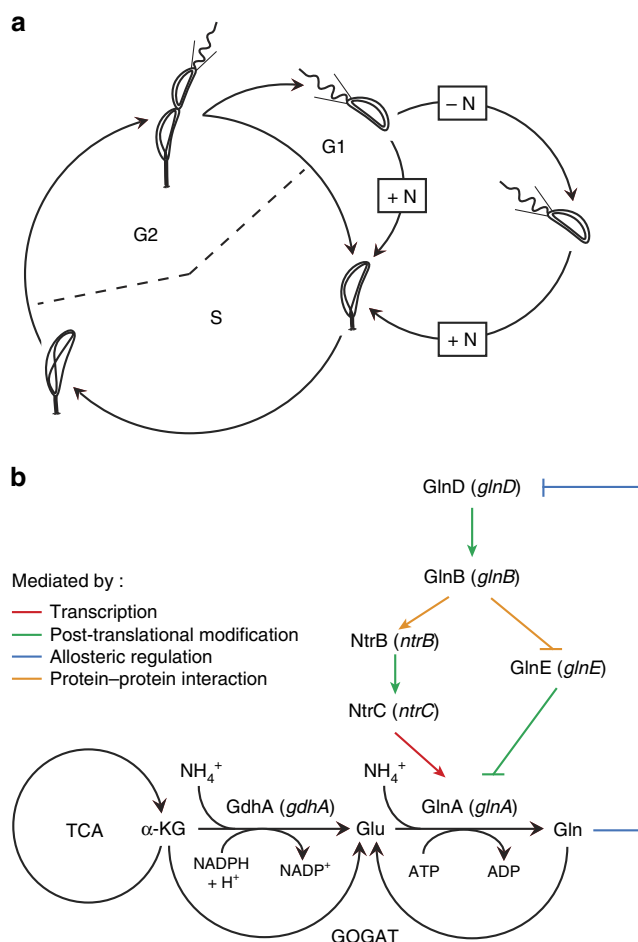 a
G1
– N
+ N
G2
S
+ N
b
GlnD (glnD)
GlnB (glnB)
Mediated by :
Transcription
Post-translational modification
Allosteric regulation
Protein–protein interaction
NtrB (ntrB)
GlnE (glnE)
NtrC (ntrC)
NH₄⁺
NH₄⁺
GdhA (gdhA)
GlnA (glnA)
TCA
α-KG
Glu
Gln
NADPH
+ H⁺
NADP⁺
ATP
ADP
GOGAT